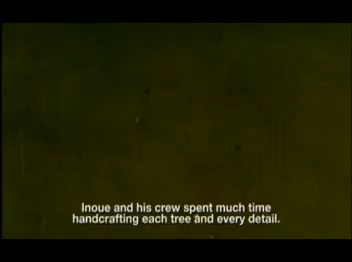 Inoue and his crew spent much time
handcrafting each tree and every detail.